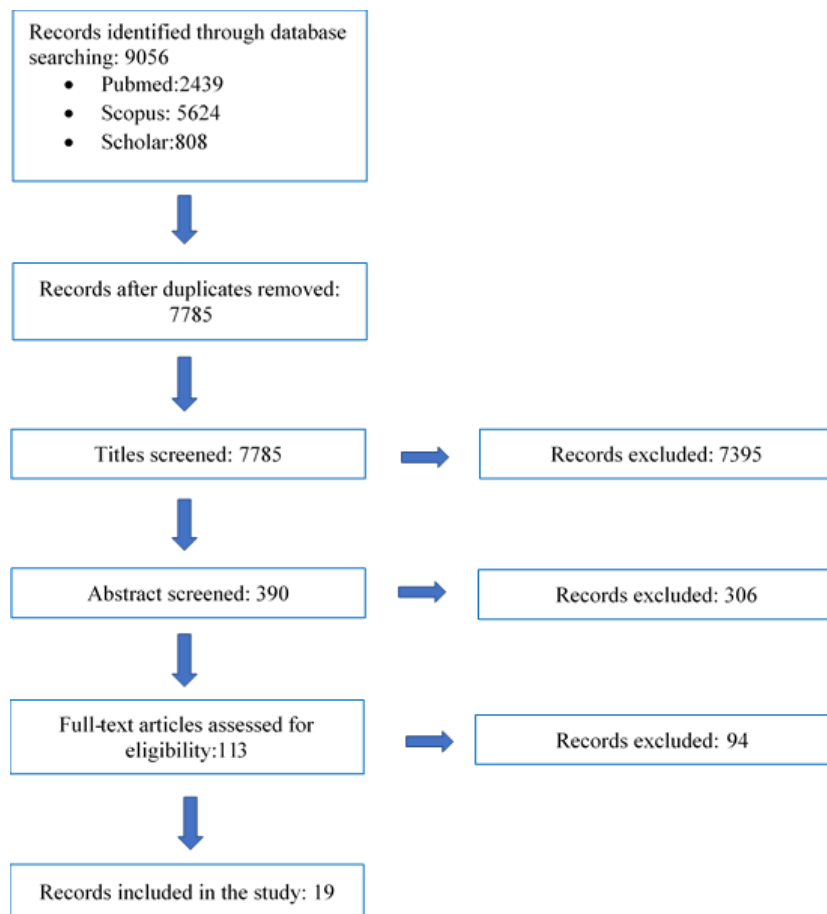 Records identified through database
searching: 9056
• Pubmed:2439
• Scopus: 5624
• Scholar:808
Records after duplicates removed:
7785
Titles screened: 7785
Records excluded: 7395
Abstract screened: 390
Records excluded: 306
Full-text articles assessed for
eligibility:113
Records excluded: 94
Records included in the study: 19